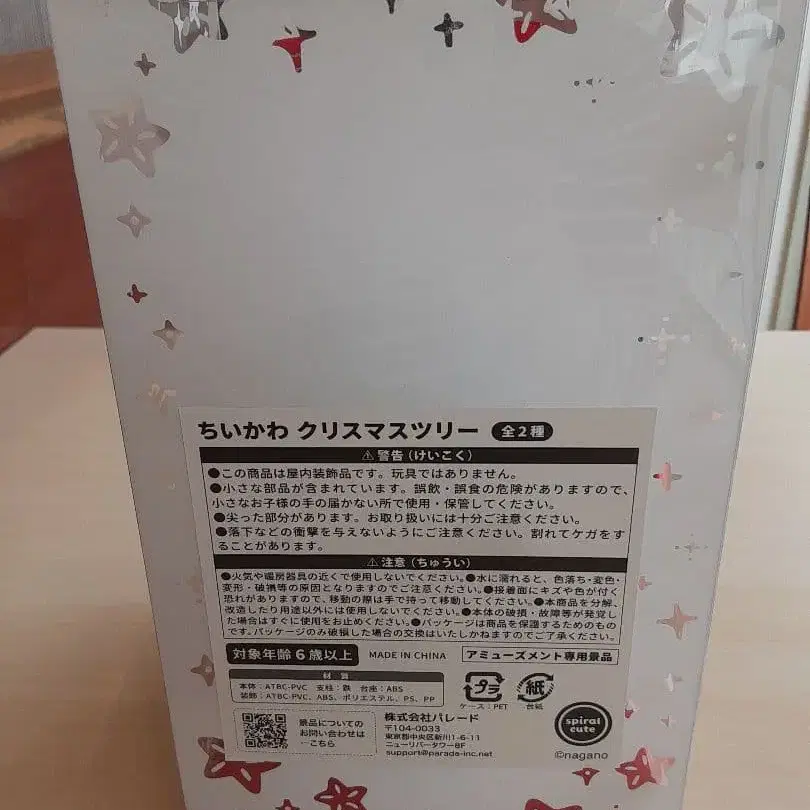 ちいかわ クリスマスツリー 全2種
⚠警告（けいこく）
●この商品は屋内装飾品です。玩具ではありません。
●小さな部品が含まれています。誤飲・誤食の危険がありますので、
小さなお子様の手の届かない所で使用・保管してください。
●尖った部分があります。お取り扱いには十分ご注意ください。
●落下などの衝撃を与えないようにご注意ください。割れてケガをす
ることがあります。
⚠注意（ちゅうい）
●火気や暖房器具の近くで使用しないでください。●水に濡れると、色落ち・変色・
変形・破損等の原因となりますのでご注意ください。●接着面にキズや色が付く
恐れがありますので、移動の際は手で持って移動してください。●本商品を分解、
改造したり用途以外には使用しないでください。●本体の破損・故障等が発覚し
た場合はすぐに使用をお止めください。●パッケージは商品を保護するためのもの
です。パッケージのみ破損した場合の交換はいたしかねますのでご了承ください。
対象年齢6歳以上 MADE IN CHINA アミューズメント専用景品
材質
本体：ATBC-PVC 支柱：鉄 台座：ABS
装飾：ATBC-PVC、ABS、ポリエステル、PS、PP
プラ
ケース：PET
紙
台紙
景品についての
お問い合わせは
…こちら
株式会社パレード
〒104-0033
東京都中央区新川1-6-11
ニューリバータワー8F
support@parade-inc.net
spiral
cute
©nagano